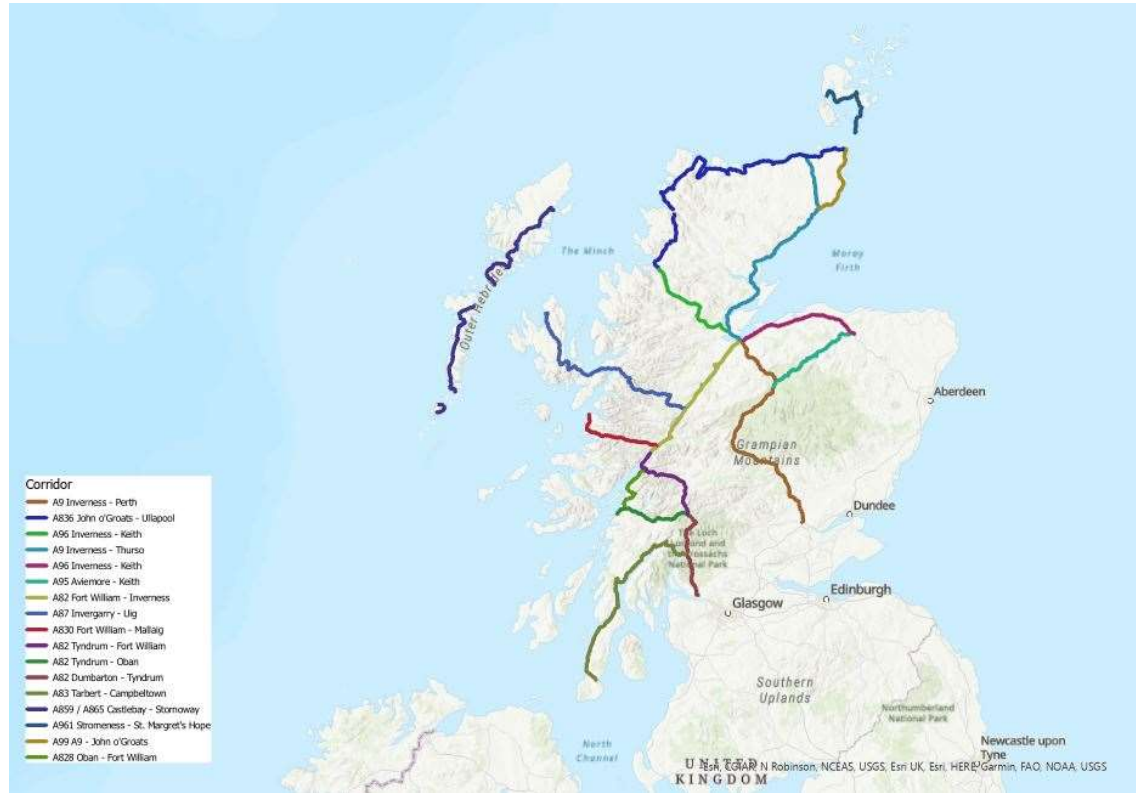 The Minch
Moray
Firth
Outer Hebrides
Aberdeen
Grampian
Mountains
Dundee
The Loch
Lomond and
the Trossachs
National Park
Edinburgh
Glasgow
Southern
Uplands
Northumberland
National Park
North
Channel
Newcastle upon
Tyne
UNITED
KINGDOM
Esri, CGIAR, N Robinson, NCEAS, USGS, Esri UK, Esri, HERE, Garmin, FAO, NOAA, USGS
Corridor
A9 Inverness - Perth
A836 John o'Groats - Ullapool
A96 Inverness - Keith
A9 Inverness - Thurso
A96 Inverness - Keith
A95 Aviemore - Keith
A82 Fort William - Inverness
A87 Invergarry - Uig
A830 Fort William - Mallaig
A82 Tyndrum - Fort William
A82 Tyndrum - Oban
A82 Dumbarton - Tyndrum
A83 Tarbert - Campbeltown
A859 / A865 Castlebay - Stornoway
A961 Stromeness - St. Margret's Hope
A99 A9 - John o'Groats
A828 Oban - Fort William